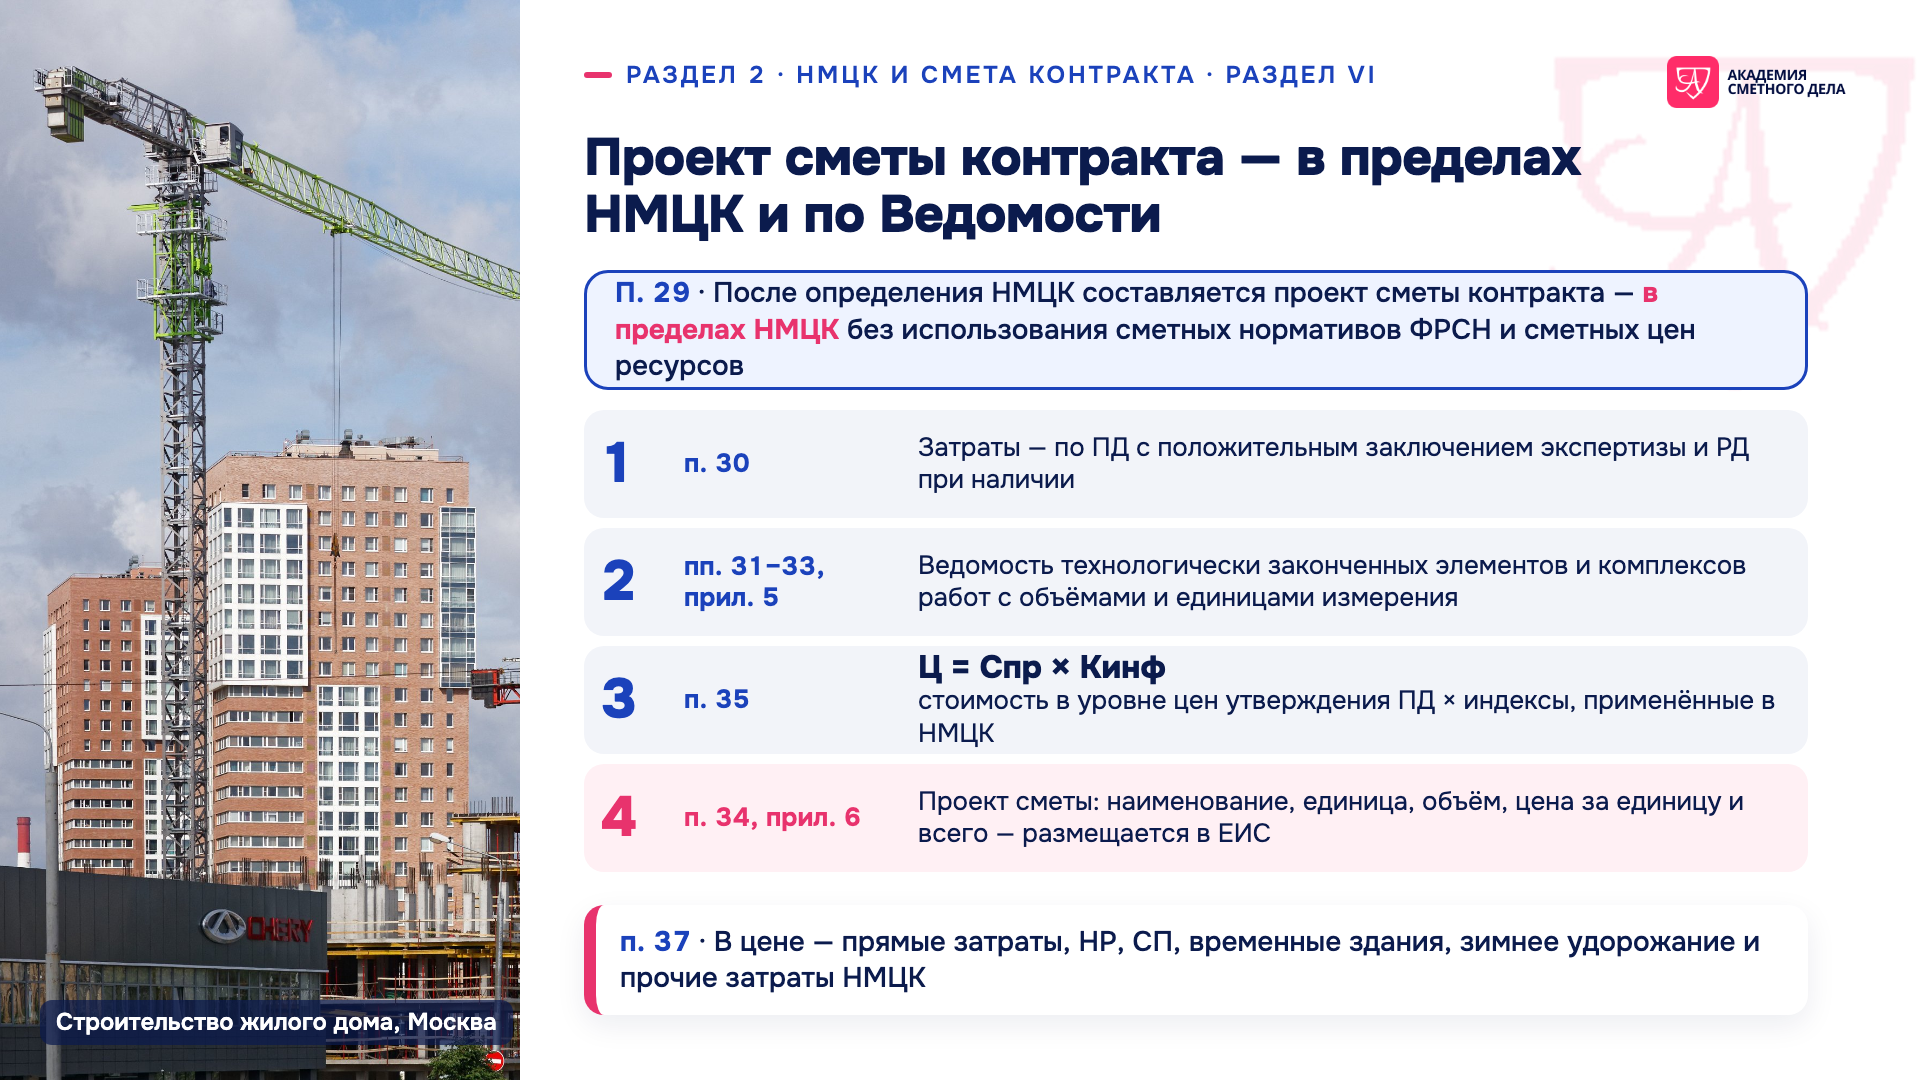 РАЗДЕЛ 2 · НМЦК И СМЕТА КОНТРАКТА · РАЗДЕЛ VI
АКАДЕМИЯ
СМЕТНОГО ДЕЛА
Проект сметы контракта — в пределах
НМЦК и по Ведомости
П. 29 · После определения НМЦК составляется проект сметы контракта — в
пределах НМЦК без использования сметных нормативов ФРСН и сметных цен
ресурсов
1
п. 30
Затраты — по ПД с положительным заключением экспертизы и РД
при наличии
2
пп. 31–33,
прил. 5
Ведомость технологически законченных элементов и комплексов
работ с объёмами и единицами измерения
3
п. 35
Ц = Спр × Кинф
стоимость в уровне цен утверждения ПД × индексы, применённые в
НМЦК
4
п. 34, прил. 6
Проект сметы: наименование, единица, объём, цена за единицу и
всего — размещается в ЕИС
п. 37 · В цене — прямые затраты, НР, СП, временные здания, зимнее удорожание и
прочие затраты НМЦК
CHERY
Строительство жилого дома, Москва